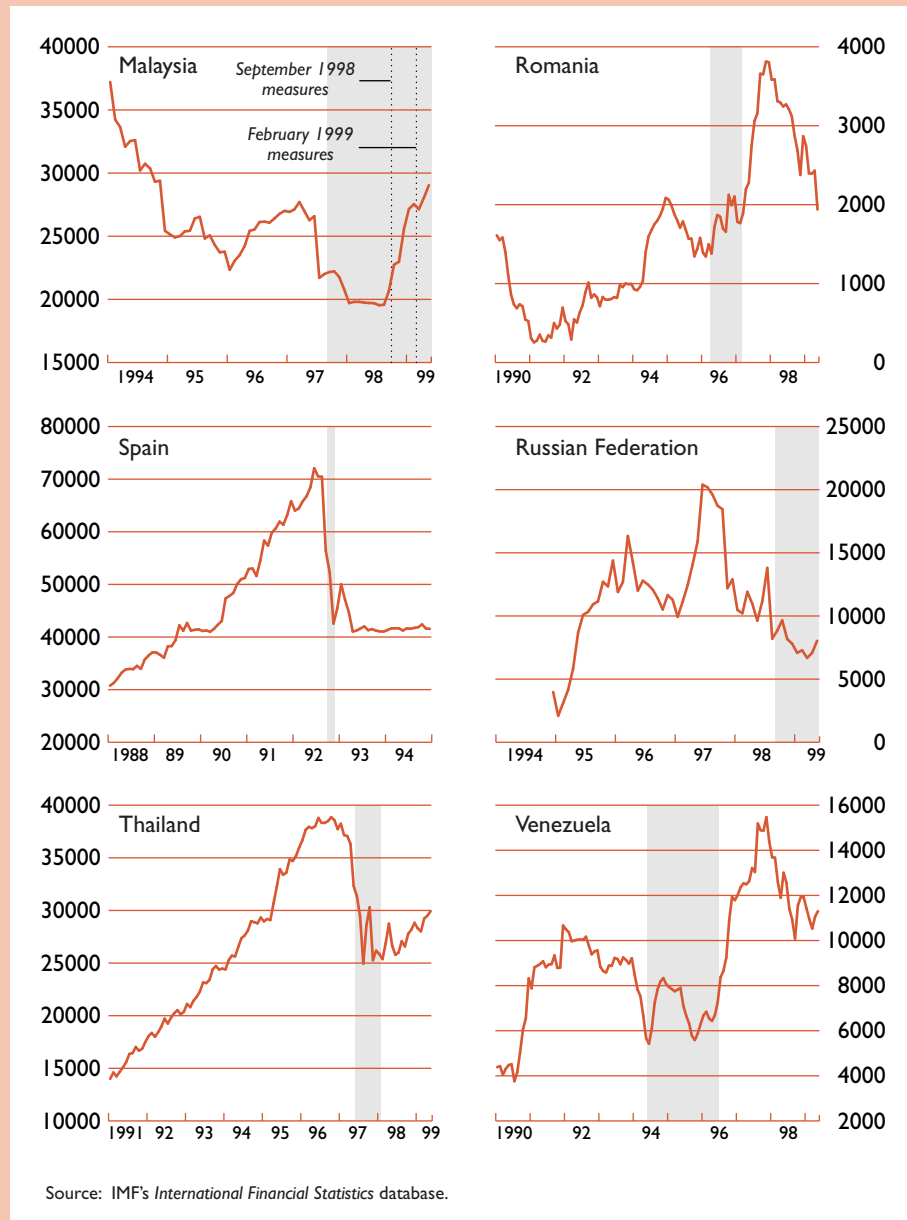 Malaysia
September 1998
measures
February 1999
measures
40000
35000
30000
25000
20000
15000
1994 95 96 97 98 99
Romania
4000
3000
2000
1000
0
1990 92 94 96 98
Spain
80000
70000
60000
50000
40000
30000
20000
1988 89 90 91 92 93 94
Russian Federation
25000
20000
15000
10000
5000
0
1994 95 96 97 98 99
Thailand
40000
35000
30000
25000
20000
15000
10000
1991 92 93 94 95 96 97 98 99
Venezuela
16000
14000
12000
10000
8000
6000
4000
2000
1990 92 94 96 98
Source: IMF's International Financial Statistics database.